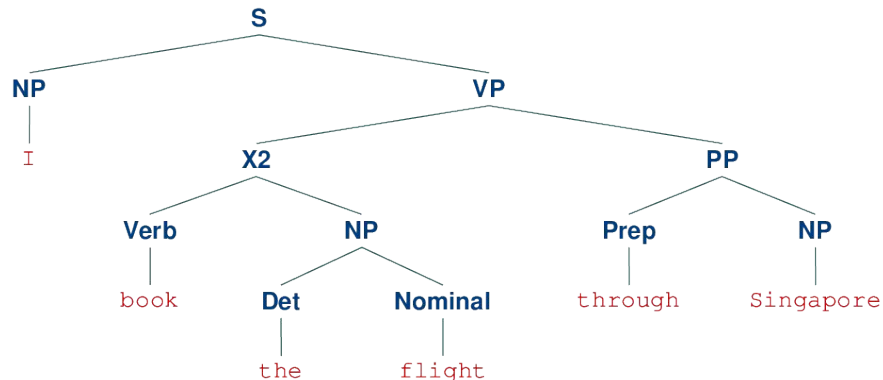 S
NP VP
I X2 PP
Verb NP Prep NP
book Det Nominal through Singapore
the flight